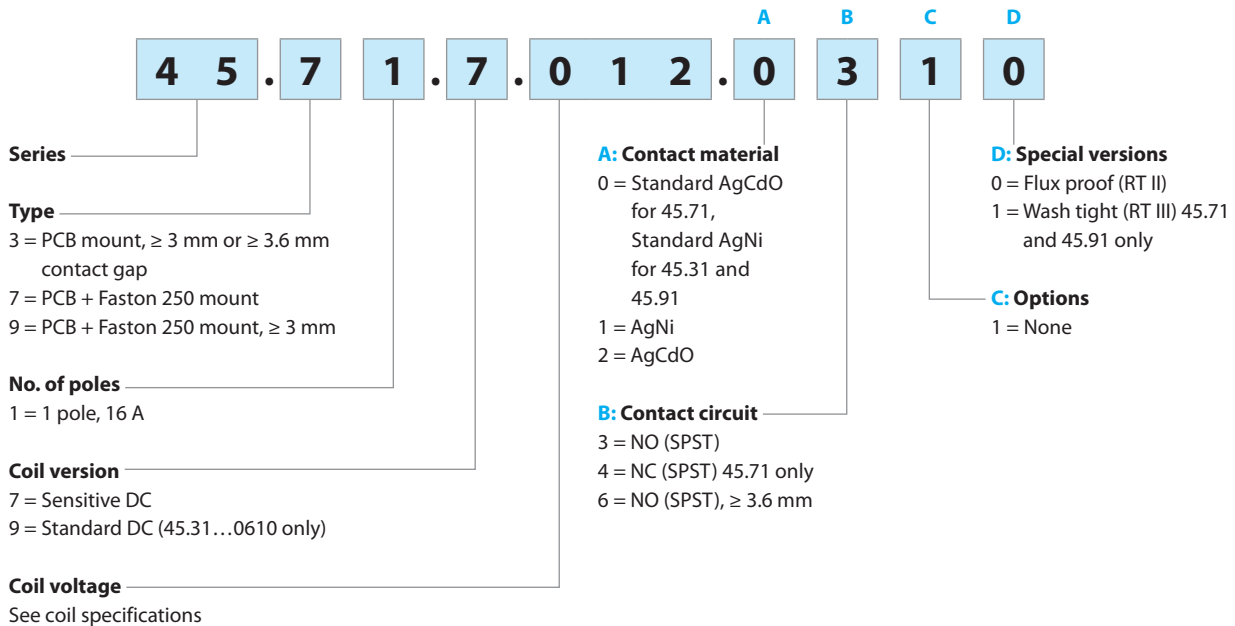 A B C D
4 5 . 7 1 . 7 . 0 1 2 . 0 3 1 0
Series
Type
3 = PCB mount, ≥ 3 mm or ≥ 3.6 mm
contact gap
7 = PCB + Faston 250 mount
9 = PCB + Faston 250 mount, ≥ 3 mm
No. of poles
1 = 1 pole, 16 A
Coil version
7 = Sensitive DC
9 = Standard DC (45.31…0610 only)
Coil voltage
See coil specifications
A: Contact material
0 = Standard AgCdO
for 45.71,
Standard AgNi
for 45.31 and
45.91
1 = AgNi
2 = AgCdO
B: Contact circuit
3 = NO (SPST)
4 = NC (SPST) 45.71 only
6 = NO (SPST), ≥ 3.6 mm
D: Special versions
0 = Flux proof (RT II)
1 = Wash tight (RT III) 45.71
and 45.91 only
C: Options
1 = None